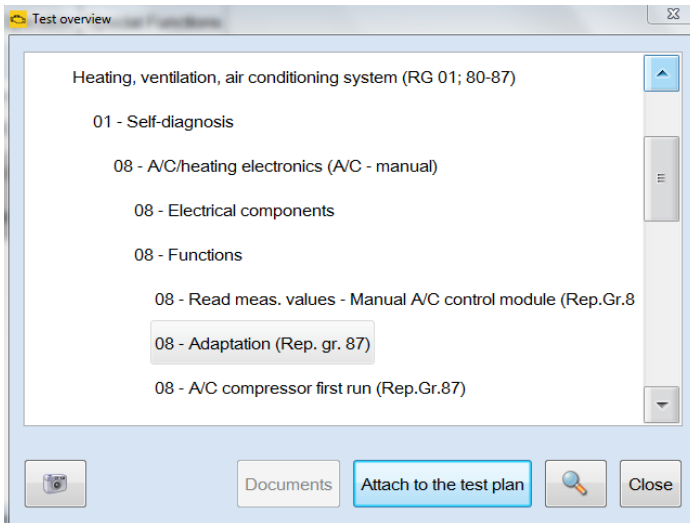 Test overview
Heating, ventilation, air conditioning system (RG 01; 80-87)
01 - Self-diagnosis
08 - A/C/heating electronics (A/C - manual)
08 - Electrical components
08 - Functions
08 - Read meas. values - Manual A/C control module (Rep.Gr.8
08 - Adaptation (Rep. gr. 87)
08 - A/C compressor first run (Rep.Gr.87)
Documents
Attach to the test plan
Close